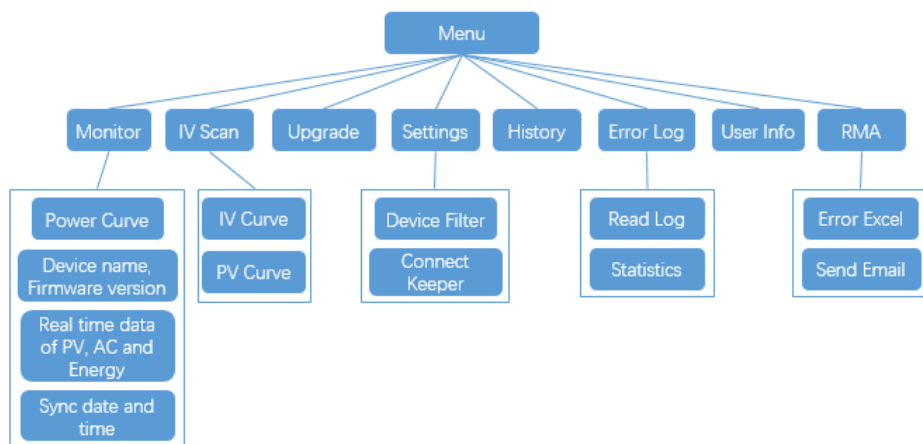 Menu
Monitor
IV Scan
Upgrade
Settings
History
Error Log
User Info
RMA
Power Curve
Device name,
Firmware version
Real time data
of PV, AC and
Energy
Sync date and
time
IV Curve
PV Curve
Device Filter
Connect
Keeper
Read Log
Statistics
Error Excel
Send Email